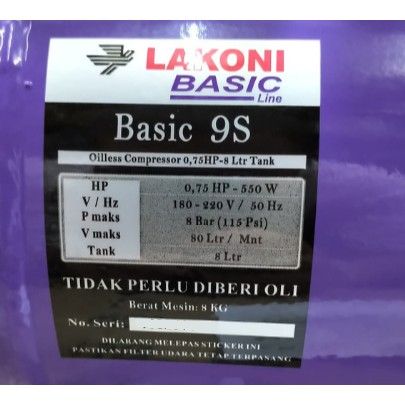 LAKONI
BASIC
Line
Basic 9S
Oilless Compressor 0,75HP-8 Ltr Tank
HP 0,75 HP - 550 W
V / Hz 180 - 220 V / 50 Hz
P maks 8 Bar (115 Psi)
V maks 80 Ltr / Mnt
Tank 8 Ltr
TIDAK PERLU DIBERI OLI
Berat Mesin: 8 KG
No. Seri:
DILARANG MELEPAS STICKER INI
PASTIKAN FILTER UDARA TETAP TERPASANG